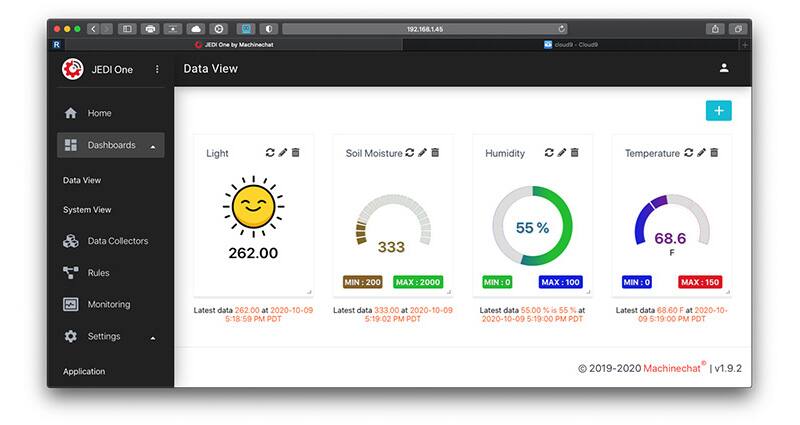 192.168.1.45
R
JEDI One by Machinechat
cloud9 - Cloud9
JEDI One
Data View
Home
Dashboards
Data View
System View
Data Collectors
Rules
Monitoring
Settings
Application
Light
262.00
Latest data 262.00 at 2020-10-09
5:18:59 PM PDT
Soil Moisture
333
MIN : 200 MAX : 2000
Latest data 333.00 at 2020-10-09
5:19:02 PM PDT
Humidity
55 %
MIN : 0 MAX : 100
Latest data 55.00 % is 55 % at
2020-10-09 5:19:00 PM PDT
Temperature
68.6
F
MIN : 0 MAX : 150
Latest data 68.60 F at 2020-10-
09 5:19:00 PM PDT
© 2019-2020 Machinechat® | v1.9.2